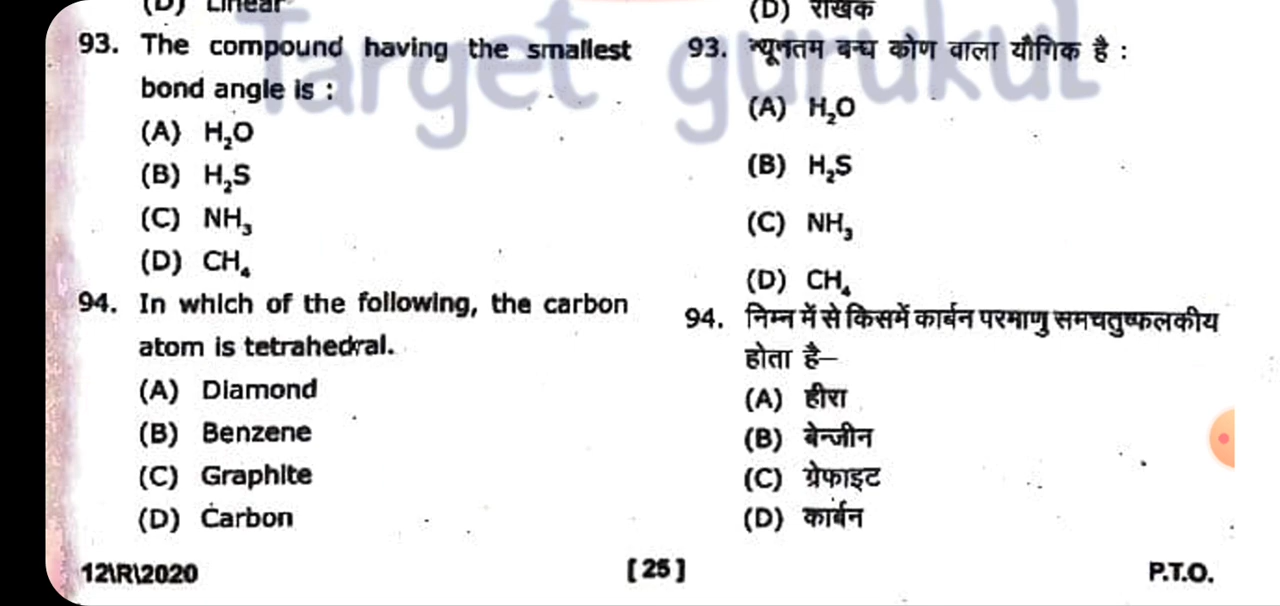 (D) Linear
93. The compound having the smallest
bond angle is :
(A) H₂O
(B) H₂S
(C) NH₃
(D) CH₄
94. In which of the following, the carbon
atom is tetrahedral.
(A) Diamond
(B) Benzene
(C) Graphite
(D) Carbon
(D) रेखिक
93. न्यूनतम बन्ध कोण वाला यौगिक है :
(A) H₂O
(B) H₂S
(C) NH₃
(D) CH₄
94. निम्न में से किसमें कार्बन परमाणु समचतुष्फलकीय
होता है—
(A) हीरा
(B) बेन्जीन
(C) ग्रेफाइट
(D) कार्बन
Target gurukul
12\R\2020 [ 25 ] P.T.O.